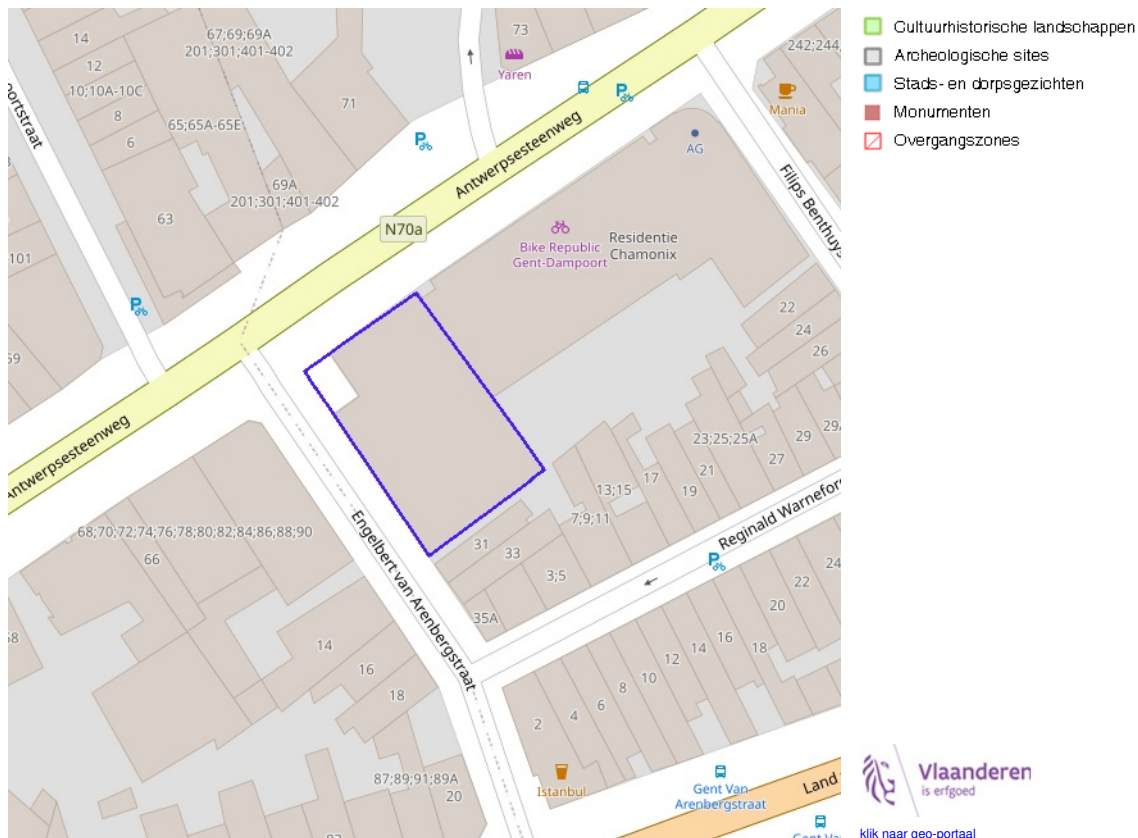 67;69;69A
201;301;401-402
14
12
10;10A-10C
8
6
65;65A-65E
71
69A
201;301;401-402
63
101
59
73
Yaren
P
P
P
242;244;
Mania
AG
Antwerpsesteenweg
N70a
Bike Republic
Gent-Dampoort
Residentie
Chamonix
Filips Benthuys
22
24
26
Antwerpsesteenweg
68;70;72;74;76;78;80;82;84;86;88;90
66
Engelbert van Arenbergstraat
31
33
3;5
35A
7;9;11
13;15
17
19
21
23;25;25A
27
29
29A
Reginald Warnefor
P
14
16
18
87;89;91;89A
20
2
4
6
8
10
12
14
16
18
20
22
24
Istanbul
Gent Van
Arenbergstraat
Land
Cultuurhistorische landschappen
Archeologische sites
Stads- en dorpsgezichten
Monumenten
Overgangszones
Vlaanderen
is erfgoed
klik naar geo-portaal